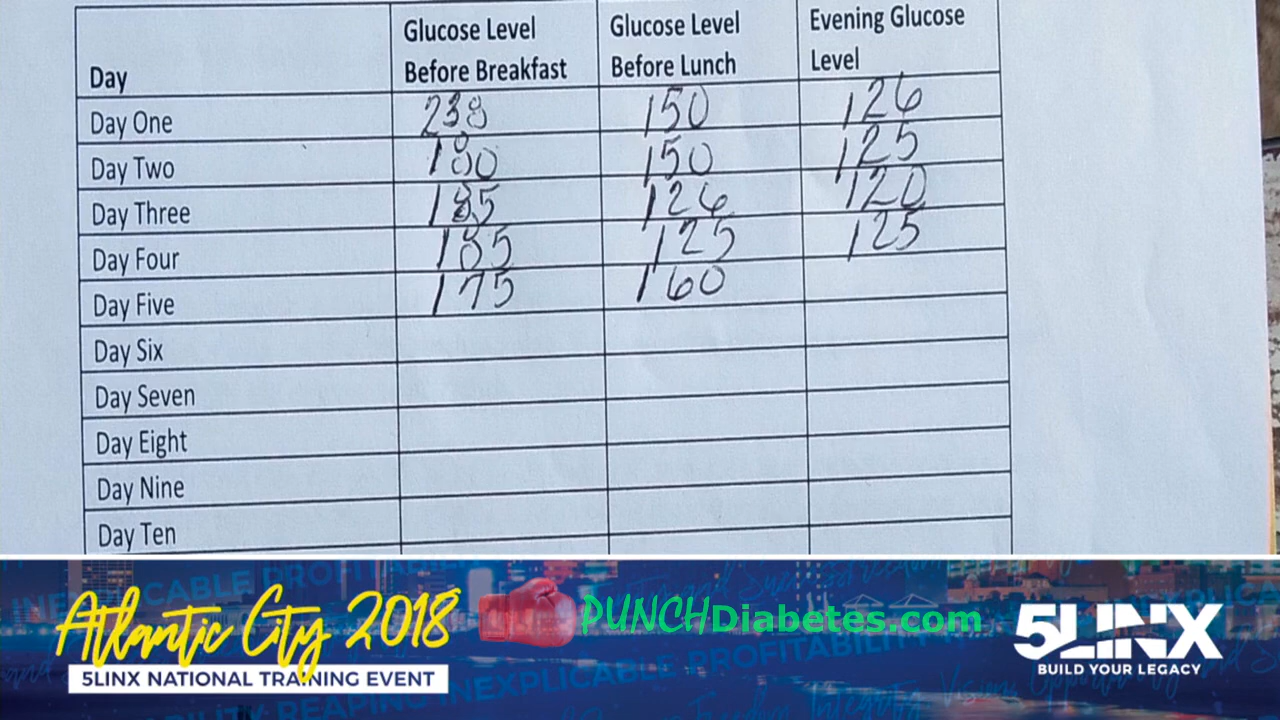 Glucose Level Glucose Level Evening Glucose
Day Before Breakfast Before Lunch Level
Day One 238 150 126
Day Two 180 150 125
Day Three 185 126 120
Day Four 185 125 125
Day Five 175 160
Day Six
Day Seven
Day Eight
Day Nine
Day Ten
Atlantic City 2018
5LINX NATIONAL TRAINING EVENT
PUNCHDiabetes.com
5LINX
BUILD YOUR LEGACY
INEXPLICABLE PROFITABILITY